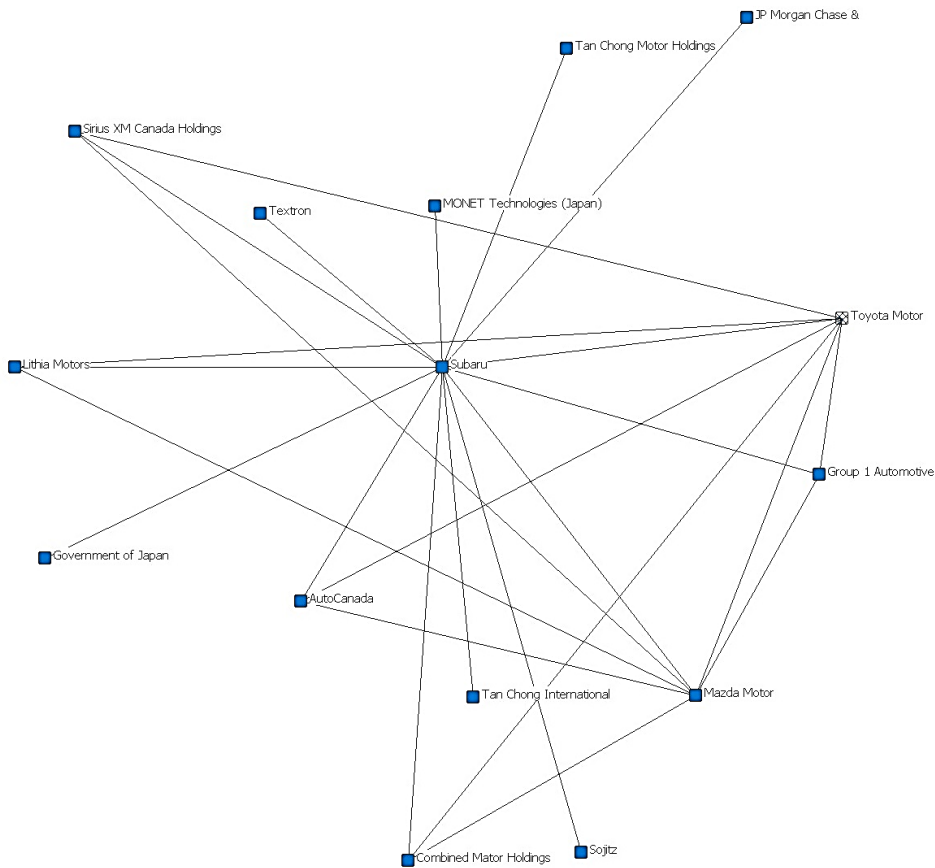 JP Morgan Chase &
Tan Chong Motor Holdings
Sirius XM Canada Holdings
MONET Technologies (Japan)
Textron
Toyota Motor
Lithia Motors
Subaru
Group 1 Automotive
Government of Japan
AutoCanada
Tan Chong International
Mazda Motor
Combined Mator Holdings
Sojitz